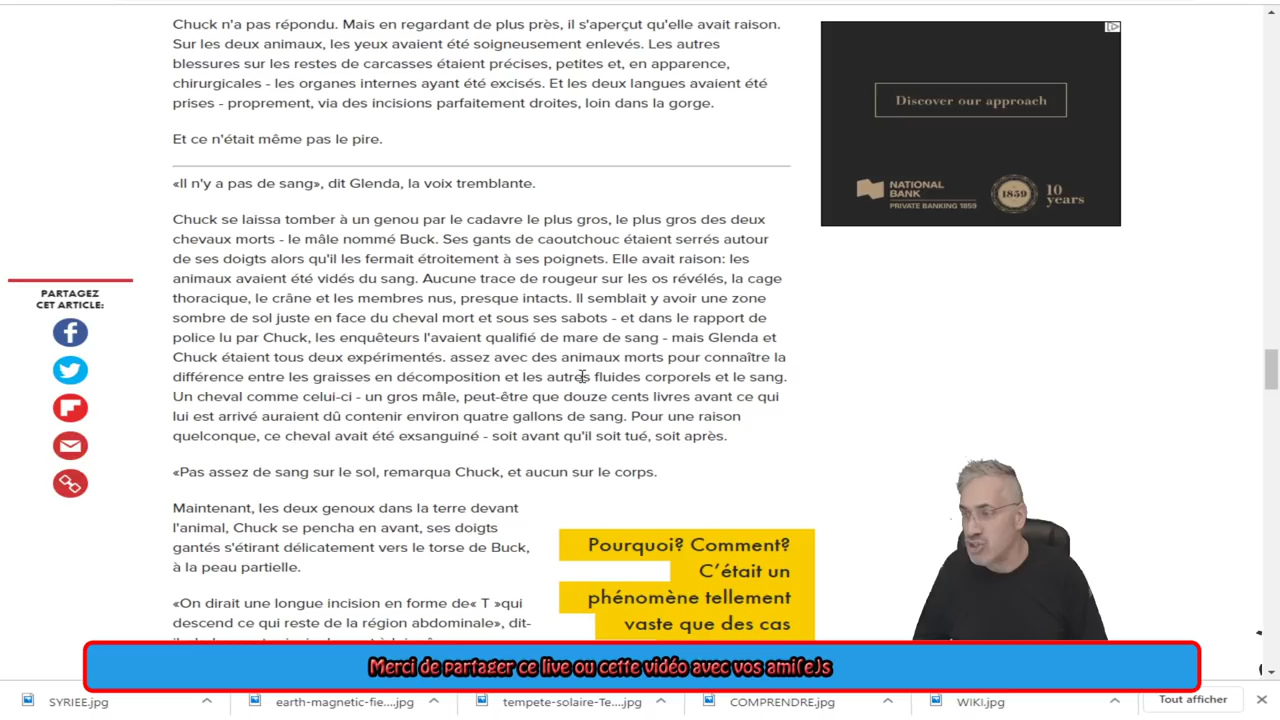 Chuck n'a pas répondu. Mais en regardant de plus près, il s'aperçut qu'elle avait raison.
Sur les deux animaux, les yeux avaient été soigneusement enlevés. Les autres
blessures sur les restes de carcasses étaient précises, petites et, en apparence,
chirurgicales - les organes internes ayant été excisés. Et les deux langues avaient été
prises - proprement, via des incisions parfaitement droites, loin dans la gorge.
Et ce n'était même pas le pire.
«Il n'y a pas de sang», dit Glenda, la voix tremblante.
Chuck se laissa tomber à un genou par le cadavre le plus gros, le plus gros des deux
chevaux morts - le mâle nommé Buck. Ses gants de caoutchouc étaient serrés autour
de ses doigts alors qu'il les fermait étroitement à ses poignets. Elle avait raison: les
animaux avaient été vidés du sang. Aucune trace de rougeur sur les os révélés, la cage
thoracique, le crâne et les membres nus, presque intacts. Il semblait y avoir une zone
sombre de sol juste en face du cheval mort et sous ses sabots - et dans le rapport de
police lu par Chuck, les enquêteurs l'avaient qualifié de mare de sang - mais Glenda et
Chuck étaient tous deux expérimentés. assez avec des animaux morts pour connaître la
différence entre les graisses en décomposition et les autres fluides corporels et le sang.
Un cheval comme celui-ci - un gros mâle, peut-être que douze cents livres avant ce qui
lui est arrivé auraient dû contenir environ quatre gallons de sang. Pour une raison
quelconque, ce cheval avait été exsanguiné - soit avant qu'il soit tué, soit après.
«Pas assez de sang sur le sol, remarqua Chuck, et aucun sur le corps.
Maintenant, les deux genoux dans la terre devant
l'animal, Chuck se pencha en avant, ses doigts
gantés s'étirant délicatement vers le torse de Buck,
à la peau partielle.
«On dirait une longue incision en forme de« T »qui
descend ce qui reste de la région abdominale», dit-
Pourquoi? Comment?
C'était un
phénomène tellement
vaste que des cas
PARTAGEZ
CET ARTICLE:
Discover our approach
NATIONAL
BANK
PRIVATE BANKING 1859
1859
10
years
Merci de partager ce live ou cette vidéo avec vos ami(e)s
SYRIEE.jpg
earth-magnetic-fie....jpg
tempete-solaire-Te....jpg
COMPRENDRE.jpg
WIKI.jpg
Tout afficher